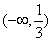 (-∞, 1/3)